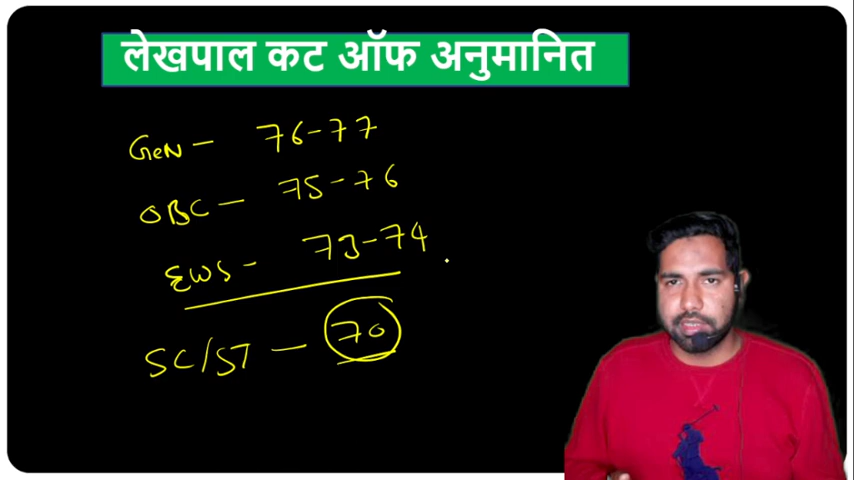 लेखपाल कट ऑफ अनुमानित
GeN - 76-77
OBC - 75-76
EWS - 73-74
SC/ST - 70